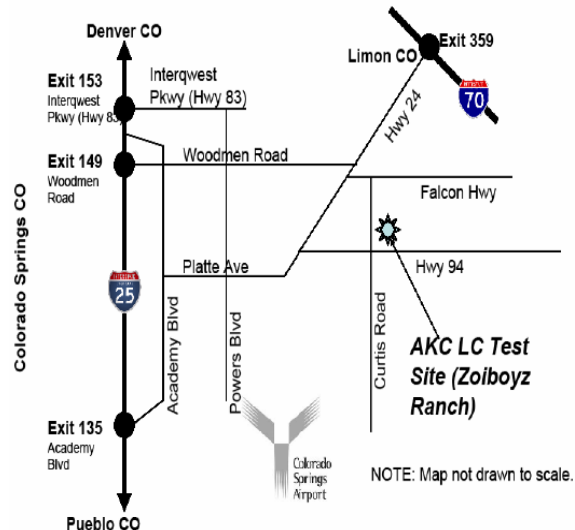 Denver CO
Exit 153
Interqwest
Pkwy (Hwy 83)
Interqwest
Pkwy (Hwy 83)
Limon CO
Exit 359
70
Hwy 24
Exit 149
Woodmen
Road
Woodmen Road
Falcon Hwy
Hwy 94
Platte Ave
Colorado Springs CO
25
Academy Blvd
Powers Blvd
Curtis Road
AKC LC Test
Site (Zoiboyz
Ranch)
Exit 135
Academy
Blvd
Colorado
Springs
Airport
NOTE: Map not drawn to scale.
Pueblo CO